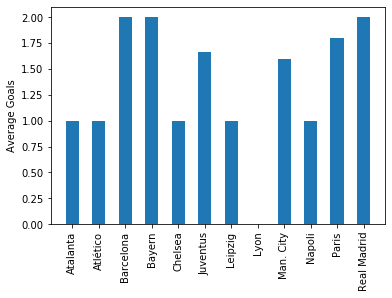 Average Goals
2.00
1.75
1.50
1.25
1.00
0.75
0.50
0.25
0.00
Atalanta
Atlético
Barcelona
Bayern
Chelsea
Juventus
Leipzig
Lyon
Man. City
Napoli
Paris
Real Madrid